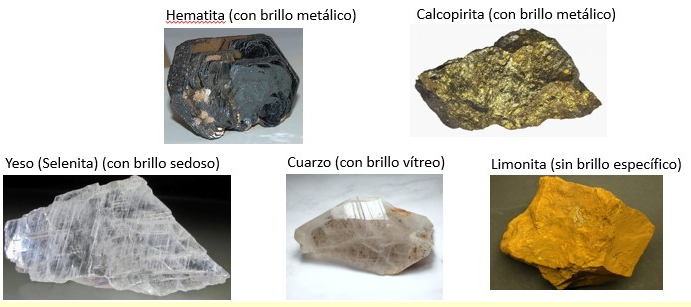 Hematita (con brillo metálico)
Calcopirita (con brillo metálico)
Yeso (Selenita) (con brillo sedoso)
Cuarzo (con brillo vítreo)
Limonita (sin brillo específico)